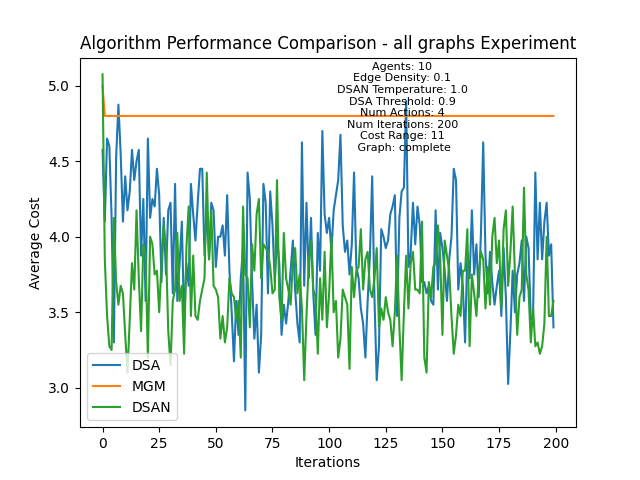 Algorithm Performance Comparison - all graphs Experiment
Agents: 10
Edge Density: 0.1
DSAN Temperature: 1.0
DSA Threshold: 0.9
Num Actions: 4
Num Iterations: 200
Cost Range: 11
Graph: complete
5.0
4.5
4.0
3.5
3.0
Average Cost
DSA
MGM
DSAN
0
25
50
75
100
125
150
175
200
Iterations